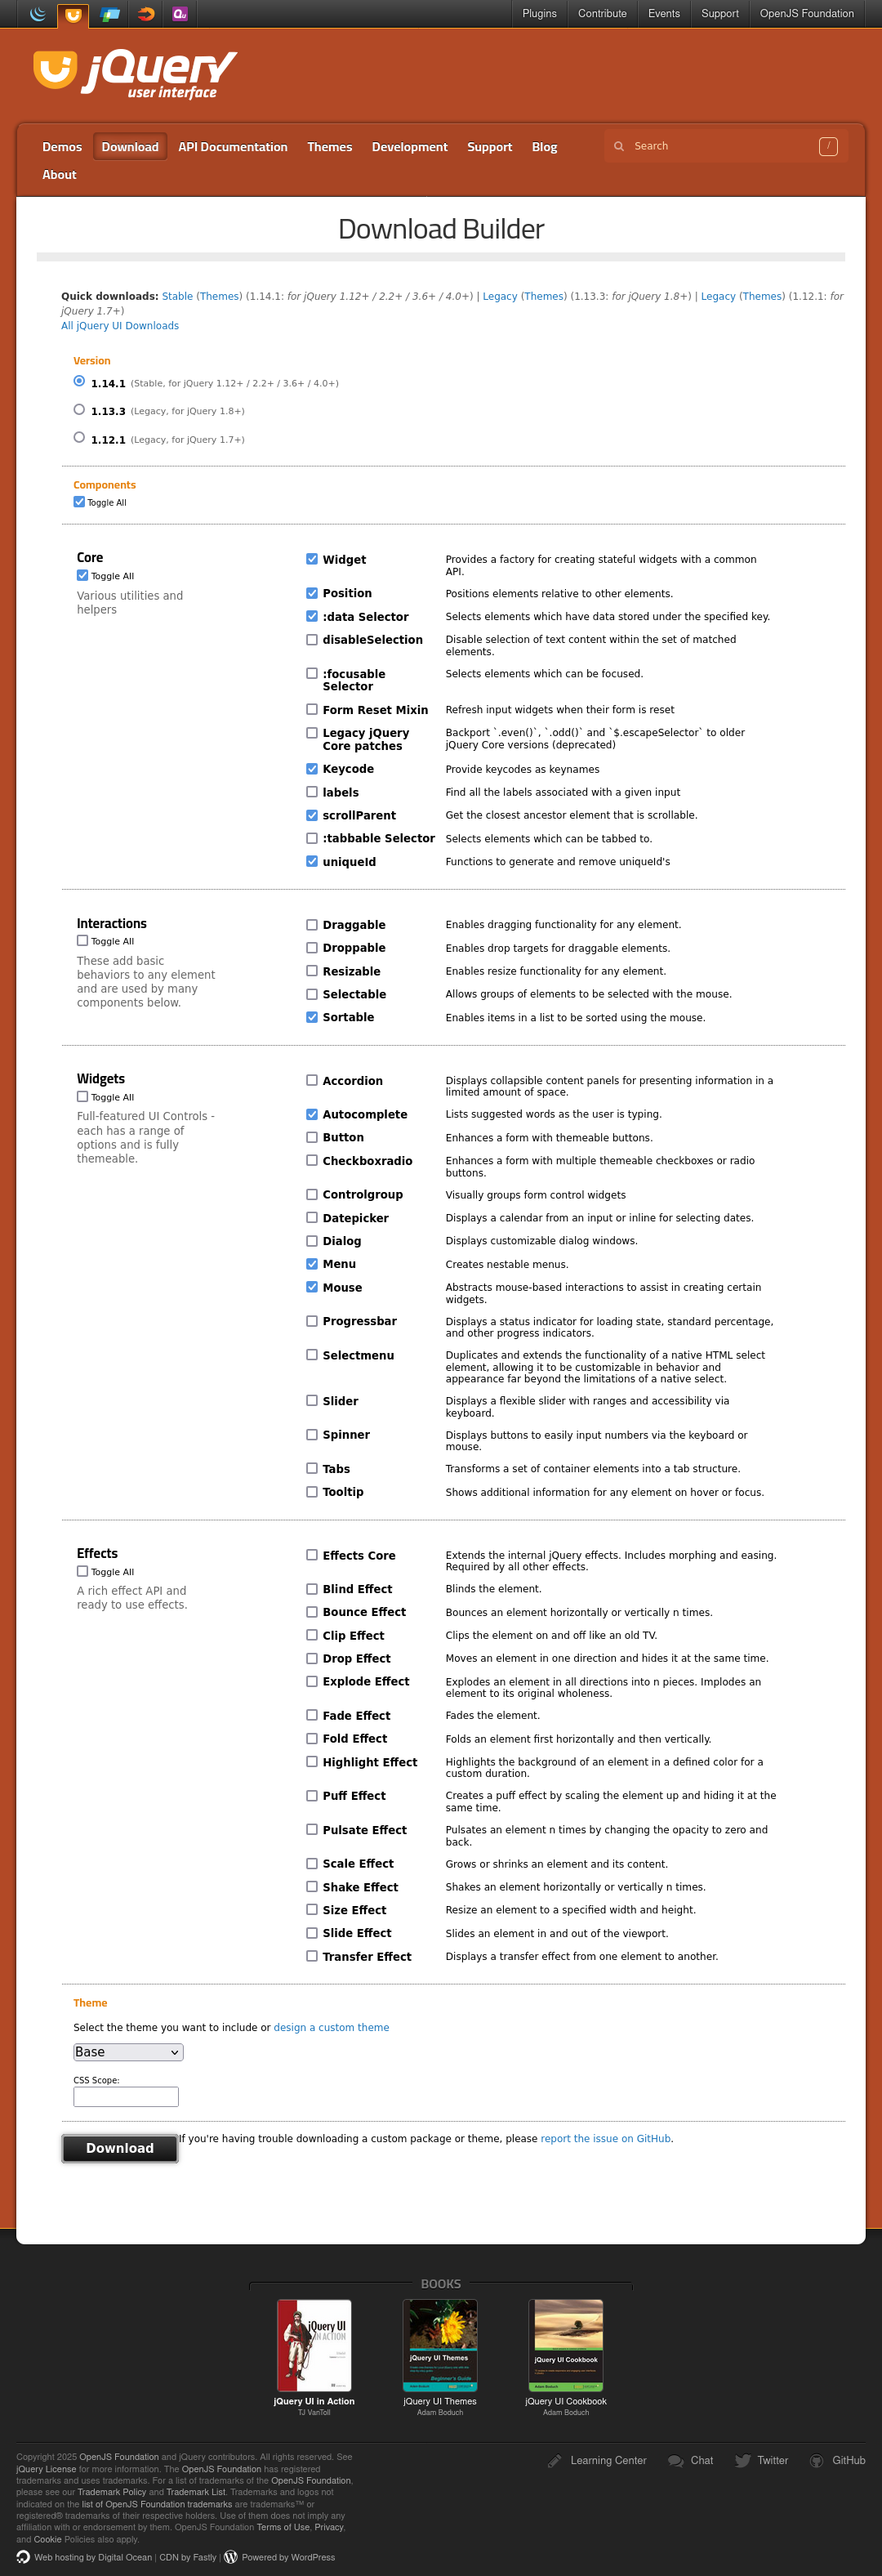 Plugins Contribute Events Support OpenJS Foundation
jQuery
user interface
Demos Download API Documentation Themes Development Support Blog
Search /
About
Download Builder
Quick downloads: Stable (Themes) (1.14.1: for jQuery 1.12+ / 2.2+ / 3.6+ / 4.0+) | Legacy (Themes) (1.13.3: for jQuery 1.8+) | Legacy (Themes) (1.12.1: for
jQuery 1.7+)
All jQuery UI Downloads
Version
1.14.1 (Stable, for jQuery 1.12+ / 2.2+ / 3.6+ / 4.0+)
1.13.3 (Legacy, for jQuery 1.8+)
1.12.1 (Legacy, for jQuery 1.7+)
Components
Toggle All
Core
Toggle All
Various utilities and
helpers
Widget Provides a factory for creating stateful widgets with a common
API.
Position Positions elements relative to other elements.
:data Selector Selects elements which have data stored under the specified key.
disableSelection Disable selection of text content within the set of matched
elements.
:focusable Selects elements which can be focused.
Selector
Form Reset Mixin Refresh input widgets when their form is reset
Legacy jQuery Backport `.even()`, `.odd()` and `$.escapeSelector` to older
Core patches jQuery Core versions (deprecated)
Keycode Provide keycodes as keynames
labels Find all the labels associated with a given input
scrollParent Get the closest ancestor element that is scrollable.
:tabbable Selector Selects elements which can be tabbed to.
uniqueId Functions to generate and remove uniqueId's
Interactions
Toggle All
These add basic
behaviors to any element
and are used by many
components below.
Draggable Enables dragging functionality for any element.
Droppable Enables drop targets for draggable elements.
Resizable Enables resize functionality for any element.
Selectable Allows groups of elements to be selected with the mouse.
Sortable Enables items in a list to be sorted using the mouse.
Widgets
Toggle All
Full-featured UI Controls -
each has a range of
options and is fully
themeable.
Accordion Displays collapsible content panels for presenting information in a
limited amount of space.
Autocomplete Lists suggested words as the user is typing.
Button Enhances a form with themeable buttons.
Checkboxradio Enhances a form with multiple themeable checkboxes or radio
buttons.
Controlgroup Visually groups form control widgets
Datepicker Displays a calendar from an input or inline for selecting dates.
Dialog Displays customizable dialog windows.
Menu Creates nestable menus.
Mouse Abstracts mouse-based interactions to assist in creating certain
widgets.
Progressbar Displays a status indicator for loading state, standard percentage,
and other progress indicators.
Selectmenu Duplicates and extends the functionality of a native HTML select
element, allowing it to be customizable in behavior and
appearance far beyond the limitations of a native select.
Slider Displays a flexible slider with ranges and accessibility via
keyboard.
Spinner Displays buttons to easily input numbers via the keyboard or
mouse.
Tabs Transforms a set of container elements into a tab structure.
Tooltip Shows additional information for any element on hover or focus.
Effects
Toggle All
A rich effect API and
ready to use effects.
Effects Core Extends the internal jQuery effects. Includes morphing and easing.
Required by all other effects.
Blind Effect Blinds the element.
Bounce Effect Bounces an element horizontally or vertically n times.
Clip Effect Clips the element on and off like an old TV.
Drop Effect Moves an element in one direction and hides it at the same time.
Explode Effect Explodes an element in all directions into n pieces. Implodes an
element to its original wholeness.
Fade Effect Fades the element.
Fold Effect Folds an element first horizontally and then vertically.
Highlight Effect Highlights the background of an element in a defined color for a
custom duration.
Puff Effect Creates a puff effect by scaling the element up and hiding it at the
same time.
Pulsate Effect Pulsates an element n times by changing the opacity to zero and
back.
Scale Effect Grows or shrinks an element and its content.
Shake Effect Shakes an element horizontally or vertically n times.
Size Effect Resize an element to a specified width and height.
Slide Effect Slides an element in and out of the viewport.
Transfer Effect Displays a transfer effect from one element to another.
Theme
Select the theme you want to include or design a custom theme
Base
CSS Scope:
Download If you're having trouble downloading a custom package or theme, please report the issue on GitHub.
BOOKS
jQuery UI
IN ACTION
jQuery UI Themes
Beginner's Guide
jQuery UI Cookbook
jQuery UI in Action
TJ VanToll
jQuery UI Themes
Adam Boduch
jQuery UI Cookbook
Adam Boduch
Learning Center Chat Twitter GitHub
Copyright 2025 OpenJS Foundation and jQuery contributors. All rights reserved. See
jQuery License for more information. The OpenJS Foundation has registered
trademarks and uses trademarks. For a list of trademarks of the OpenJS Foundation,
please see our Trademark Policy and Trademark List. Trademarks and logos not
indicated on the list of OpenJS Foundation trademarks are trademarks™ or
registered® trademarks of their respective holders. Use of them does not imply any
affiliation with or endorsement by them. OpenJS Foundation Terms of Use, Privacy,
and Cookie Policies also apply.
Web hosting by Digital Ocean | CDN by Fastly | Powered by WordPress